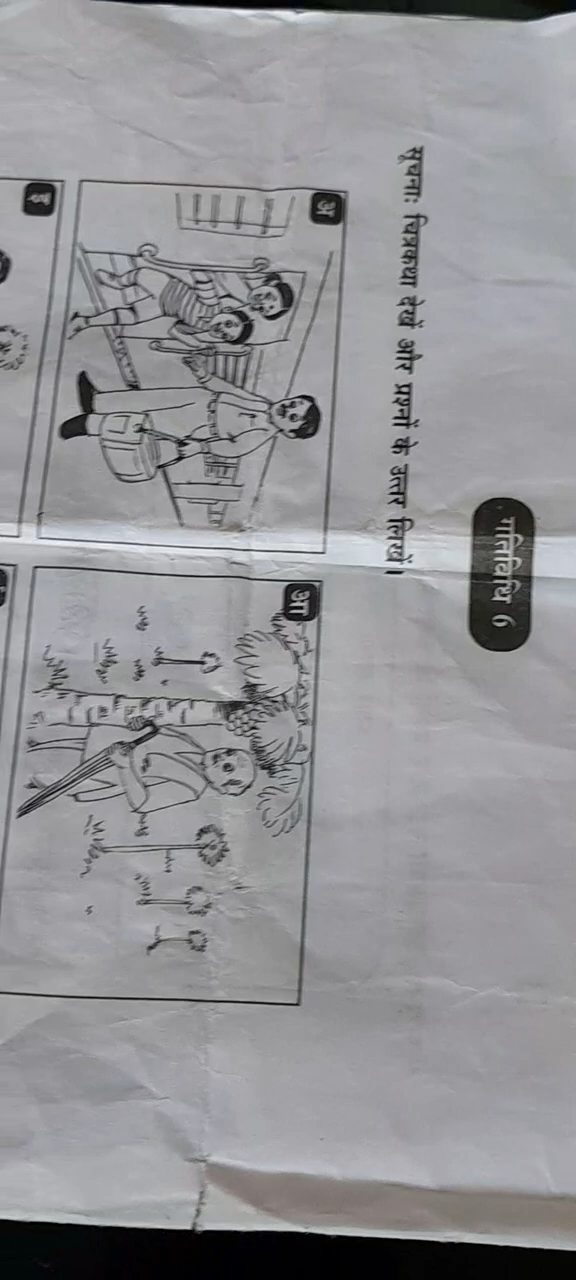 गतिविधि 6
सूचनाः चित्रकथा देखें और प्रश्नों के उत्तर लिखें।
अ
आ
इ